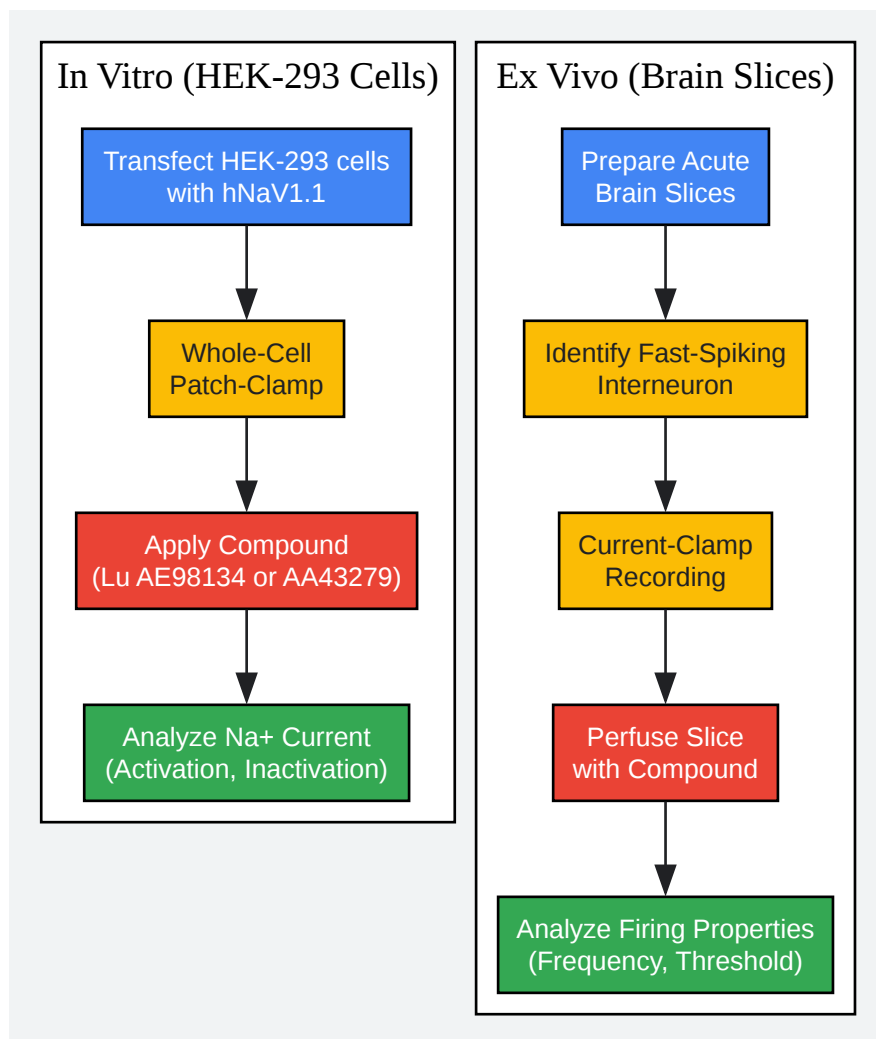 In Vitro (HEK-293 Cells)
Transfect HEK-293 cells
with hNaV1.1
Whole-Cell
Patch-Clamp
Apply Compound
(Lu AE98134 or AA43279)
Analyze Na+ Current
(Activation, Inactivation)
Ex Vivo (Brain Slices)
Prepare Acute
Brain Slices
Identify Fast-Spiking
Interneuron
Current-Clamp
Recording
Perfuse Slice
with Compound
Analyze Firing Properties
(Frequency, Threshold)